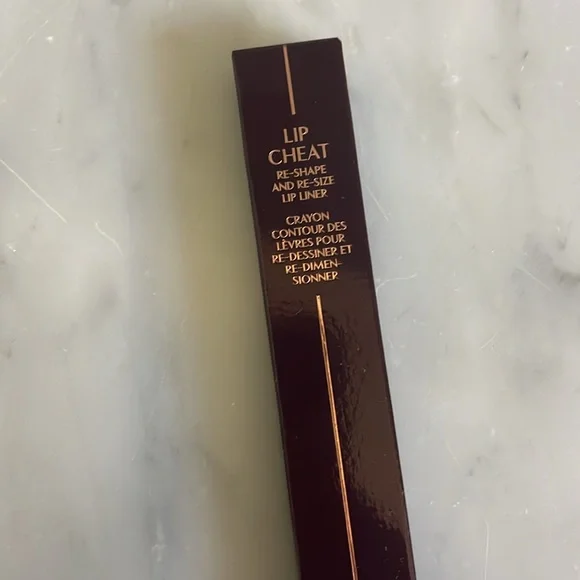 LIP
CHEAT
RE-SHAPE
AND RE-SIZE
LIP LINER
CRAYON
CONTOUR DES
LÈVRES POUR
RE-DESSINER ET
RE-DIMEN-
SIONNER